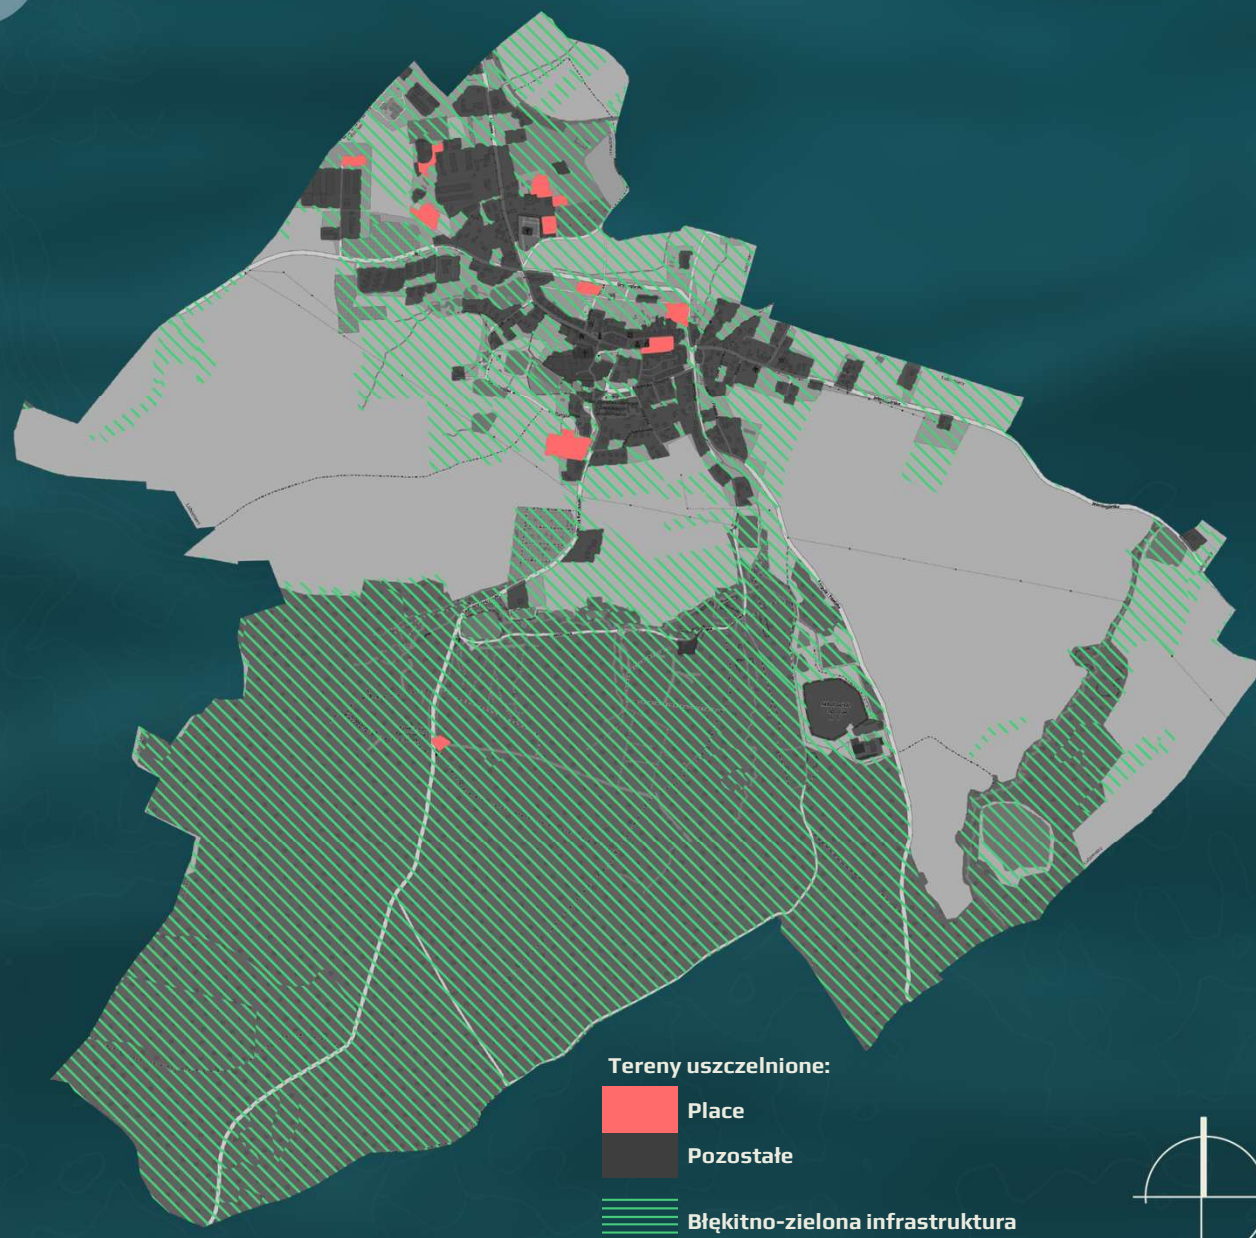 Tereny uszczelnione:
Place
Pozostałe
Błękitno-zielona infrastruktura